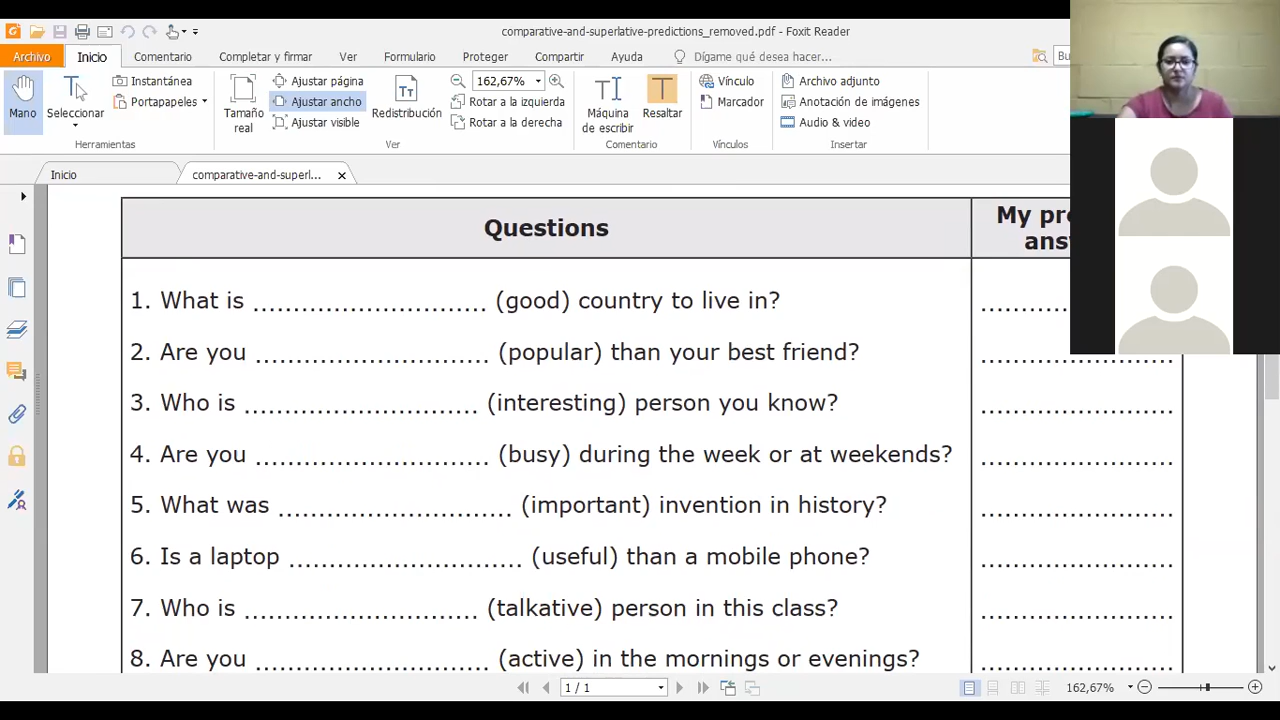 comparative-and-superlative-predictions_removed.pdf - Foxit Reader
Archivo Inicio Comentario Completar y firmar Ver Formulario Proteger Compartir Ayuda Dígame qué desea hacer... Bu
Mano
Seleccionar
Instantánea
Portapapeles
Herramientas
Tamaño real
Ajustar página
Ajustar ancho
Ajustar visible
Redistribución
162,67%
Rotar a la izquierda
Rotar a la derecha
Ver
Máquina de escribir
Resaltar
Comentario
Vínculo
Marcador
Vínculos
Archivo adjunto
Anotación de imágenes
Audio & video
Insertar
Inicio comparative-and-superl...
Questions
My pre
ans
1. What is .............................. (good) country to live in?
2. Are you .............................. (popular) than your best friend?
3. Who is .............................. (interesting) person you know?
4. Are you .............................. (busy) during the week or at weekends?
5. What was .............................. (important) invention in history?
6. Is a laptop .............................. (useful) than a mobile phone?
7. Who is .............................. (talkative) person in this class?
8. Are you .............................. (active) in the mornings or evenings?
1 / 1
162,67%